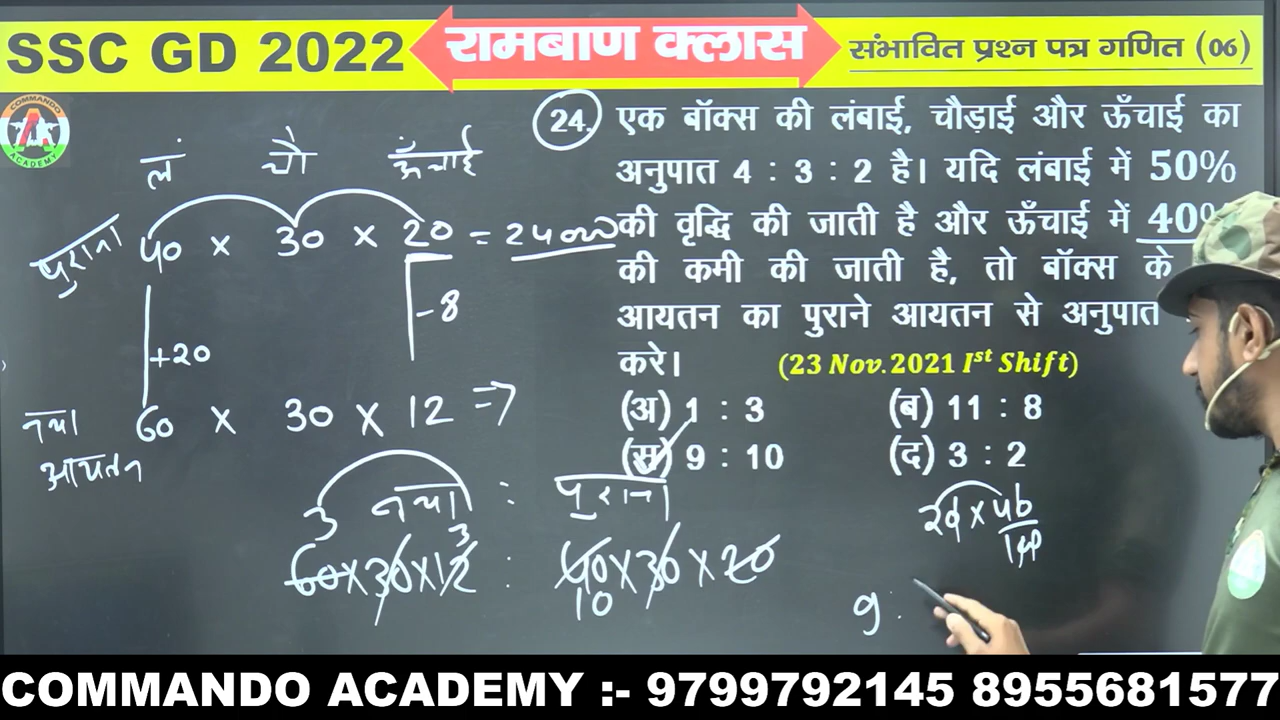 SSC GD 2022
रामबाण क्लास
संभावित प्रश्न पत्र गणित (06)
COMMANDO
ACADEMY
24. एक बॉक्स की लंबाई, चौड़ाई और ऊँचाई का
अनुपात 4 : 3 : 2 है। यदि लंबाई में 50%
की वृद्धि की जाती है और ऊँचाई में 40%
की कमी की जाती है, तो बॉक्स के
आयतन का पुराने आयतन से अनुपात
करे। (23 Nov.2021 Iˢᵗ Shift)
(अ) 1 : 3 (ब) 11 : 8
(स) 9 : 10 (द) 3 : 2
लं चौ ऊंचाई
पुराना 40 × 30 × 20 = 24000
+20 -8
नया 60 × 30 × 12 ⇒
आयतन
नया : पुराना
3 3
60×30×12 : 40×30×20
10
9 :
COMMANDO ACADEMY :- 9799792145 8955681577